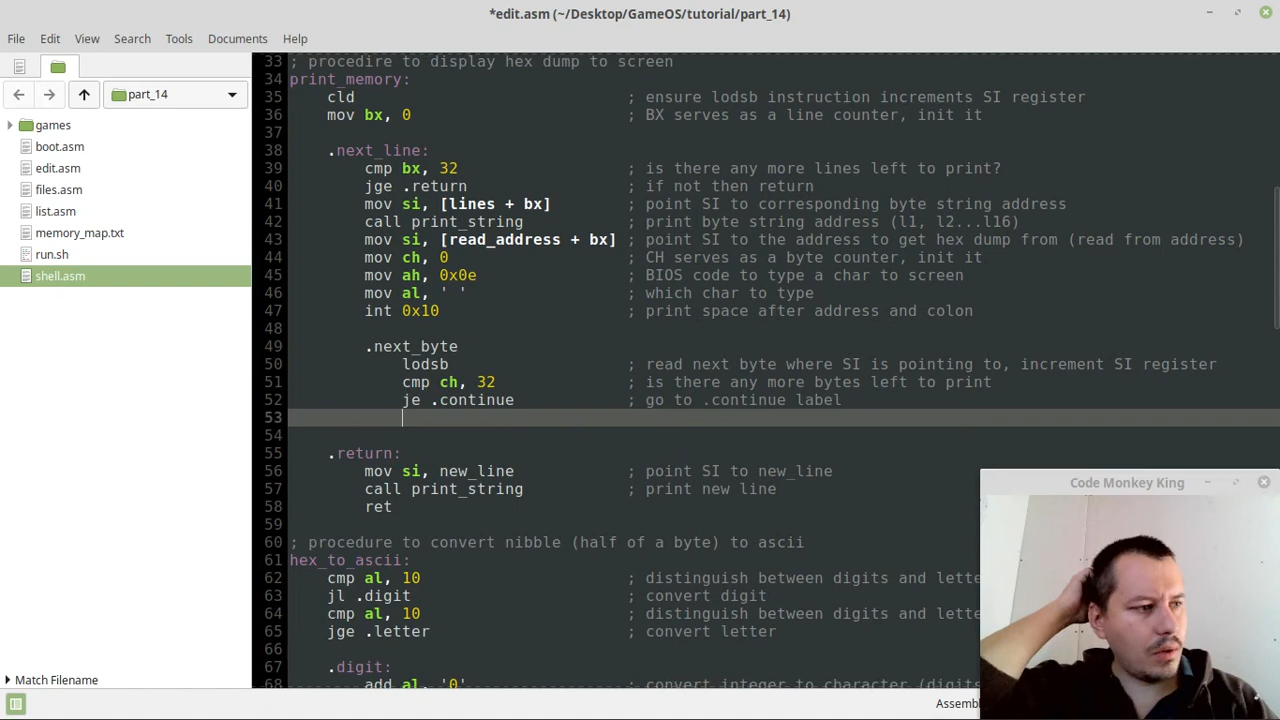 *edit.asm (~/Desktop/GameOS/tutorial/part_14)
File Edit View Search Tools Documents Help
part_14
games
boot.asm
edit.asm
files.asm
list.asm
memory_map.txt
run.sh
shell.asm
Match Filename
33 ; procedire to display hex dump to screen
34 print_memory:
35 cld ; ensure lodsb instruction increments SI register
36 mov bx, 0 ; BX serves as a line counter, init it
37
38 .next_line:
39 cmp bx, 32 ; is there any more lines left to print?
40 jge .return ; if not then return
41 mov si, [lines + bx] ; point SI to corresponding byte string address
42 call print_string ; print byte string address (l1, l2...l16)
43 mov si, [read_address + bx] ; point SI to the address to get hex dump from (read from address)
44 mov ch, 0 ; CH serves as a byte counter, init it
45 mov ah, 0x0e ; BIOS code to type a char to screen
46 mov al, ' ' ; which char to type
47 int 0x10 ; print space after address and colon
48
49 .next_byte
50 lodsb ; read next byte where SI is pointing to, increment SI register
51 cmp ch, 32 ; is there any more bytes left to print
52 je .continue ; go to .continue label
53
54
55 .return:
56 mov si, new_line ; point SI to new_line
57 call print_string ; print new line
58 ret
59
60 ; procedure to convert nibble (half of a byte) to ascii
61 hex_to_ascii:
62 cmp al, 10 ; distinguish between digits and lette
63 jl .digit ; convert digit
64 cmp al, 10 ; distinguish between digits and lette
65 jge .letter ; convert letter
66
67 .digit:
68 add al, '0' ; convert integer to character (digits
Code Monkey King
Assembl